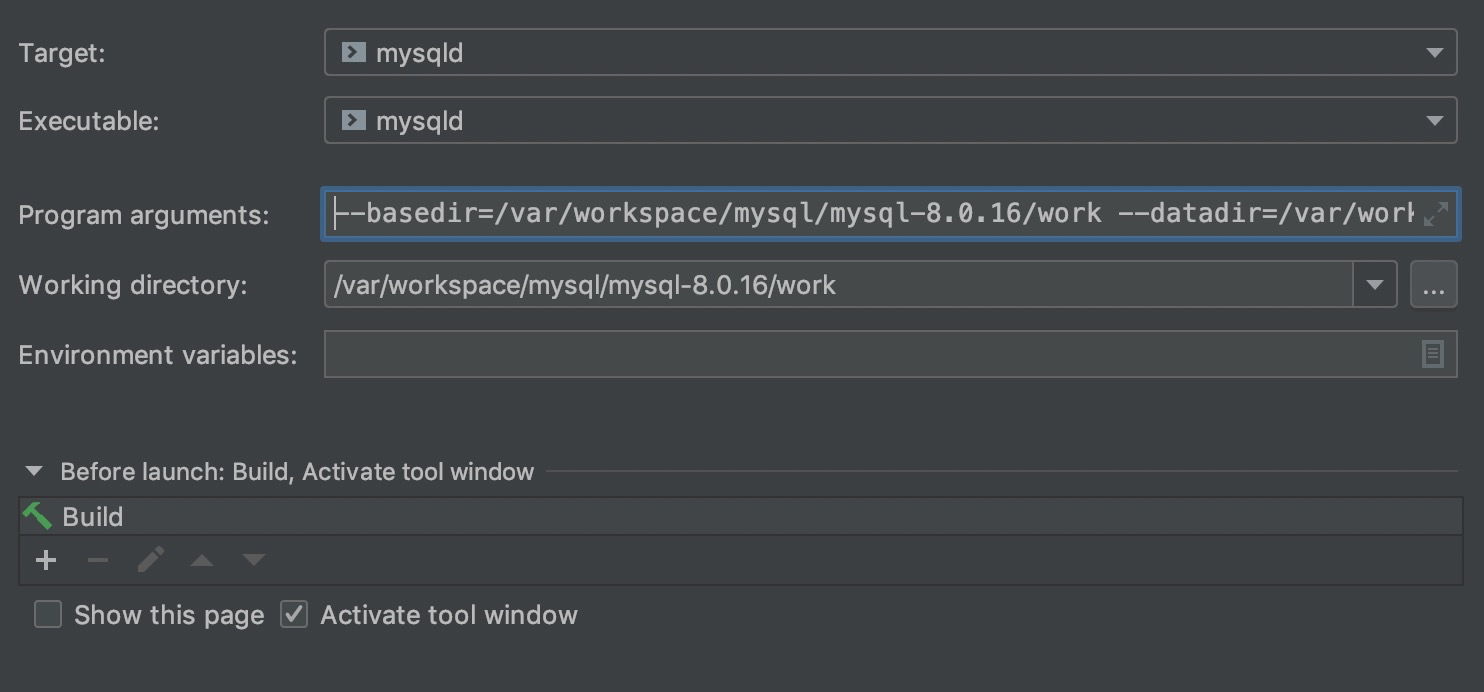 Target: mysqld
Executable: mysqld
Program arguments: --basedir=/var/workspace/mysql/mysql-8.0.16/work --datadir=/var/work
Working directory: /var/workspace/mysql/mysql-8.0.16/work ...
Environment variables:
Before launch: Build, Activate tool window
Build
Show this page Activate tool window